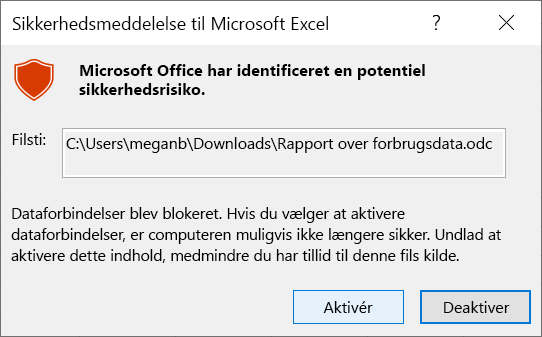 Sikkerhedsmeddelelse til Microsoft Excel
?
Microsoft Office har identificeret en potentiel
sikkerhedsrisiko.
Filsti:
C:\Users\meganb\Downloads\Rapport over forbrugsdata.odc
Dataforbindelser blev blokeret. Hvis du vælger at aktivere
dataforbindelser, er computeren muligvis ikke længere sikker. Undlad at
aktivere dette indhold, medmindre du har tillid til denne fils kilde.
Aktivér
Deaktiver